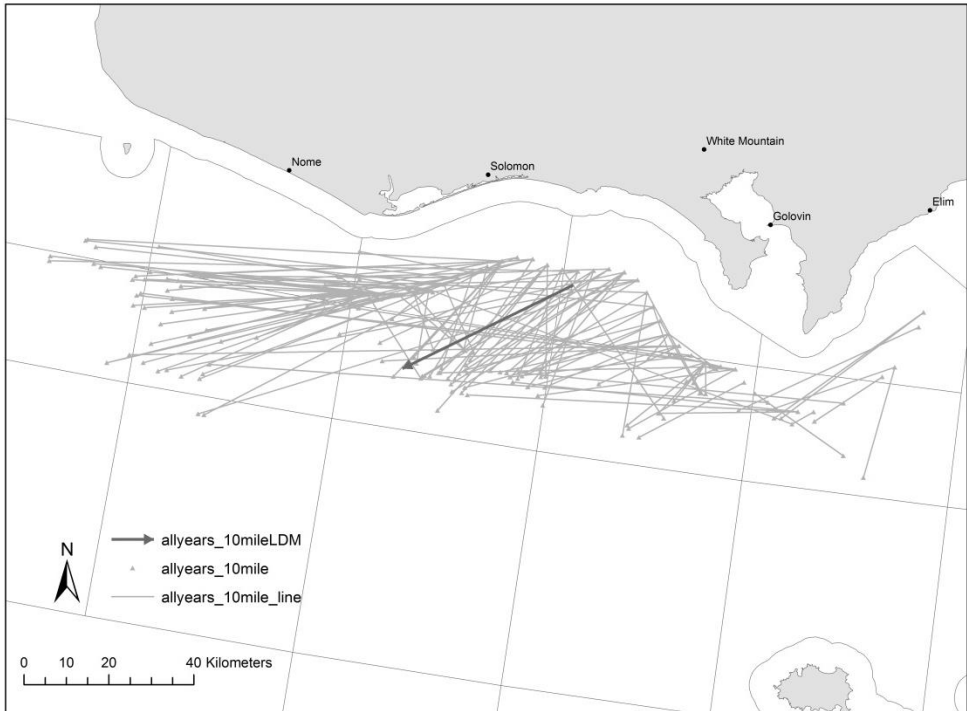 White Mountain
Nome
Solomon
Elim
Golovin
N
allyears_10mileLDM
allyears_10mile
allyears_10mile_line
0 10 20 40 Kilometers